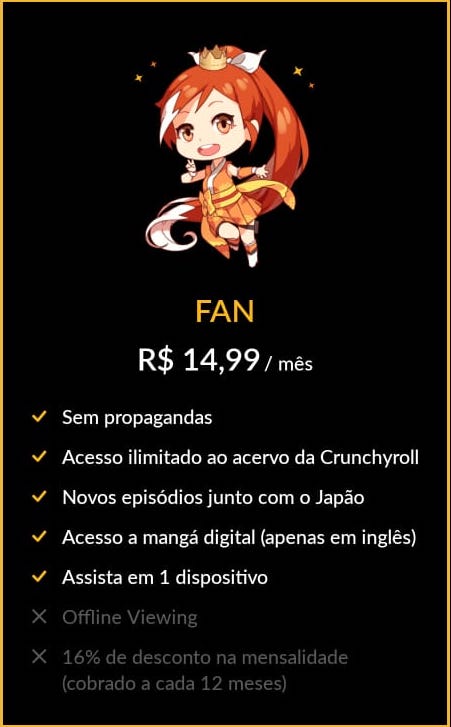 FAN
R$ 14,99 / mês
Sem propagandas
Acesso ilimitado ao acervo da Crunchyroll
Novos episódios junto com o Japão
Acesso a mangá digital (apenas em inglês)
Assista em 1 dispositivo
Offline Viewing
16% de desconto na mensalidade
(cobrado a cada 12 meses)